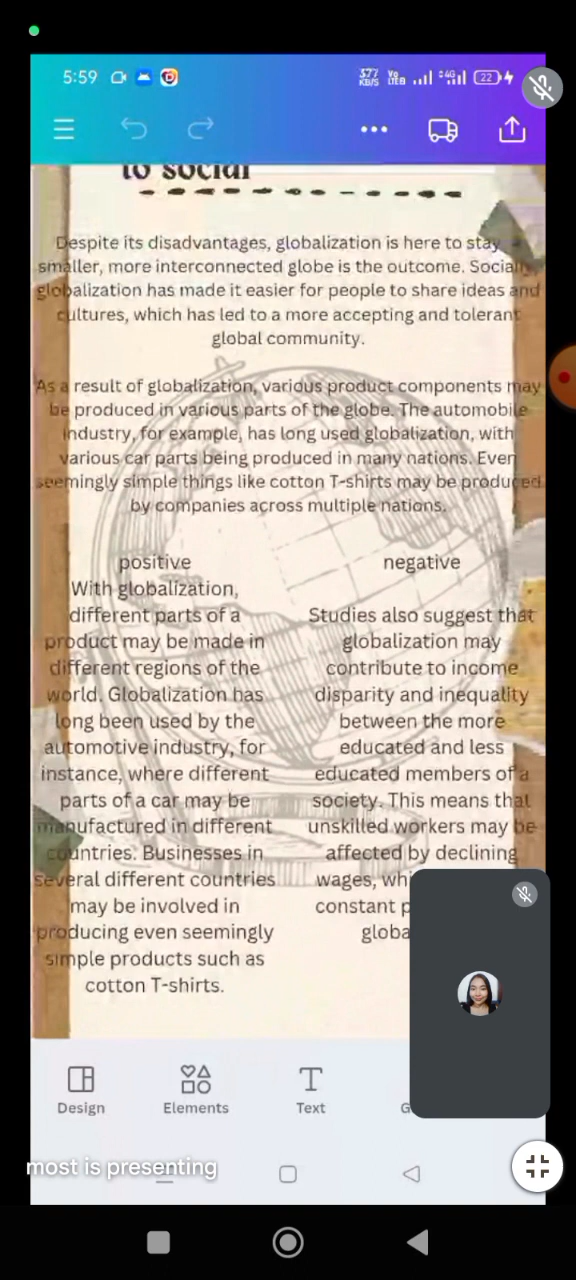 5:59
377 KB/S
Vo LTE
4G
22
to social
Despite its disadvantages, globalization is here to stay
smaller, more interconnected globe is the outcome. Socially,
globalization has made it easier for people to share ideas and
cultures, which has led to a more accepting and tolerant
global community.
As a result of globalization, various product components may
be produced in various parts of the globe. The automobile
industry, for example, has long used globalization, with
various car parts being produced in many nations. Even
seemingly simple things like cotton T-shirts may be produced
by companies across multiple nations.
positive
With globalization,
different parts of a
product may be made in
different regions of the
world. Globalization has
long been used by the
automotive industry, for
instance, where different
parts of a car may be
manufactured in different
countries. Businesses in
several different countries
may be involved in
producing even seemingly
simple products such as
cotton T-shirts.
negative
Studies also suggest that
globalization may
contribute to income
disparity and inequality
between the more
educated and less
educated members of a
society. This means that
unskilled workers may be
affected by declining
wages,
constant
Design
Elements
Text
most is presenting